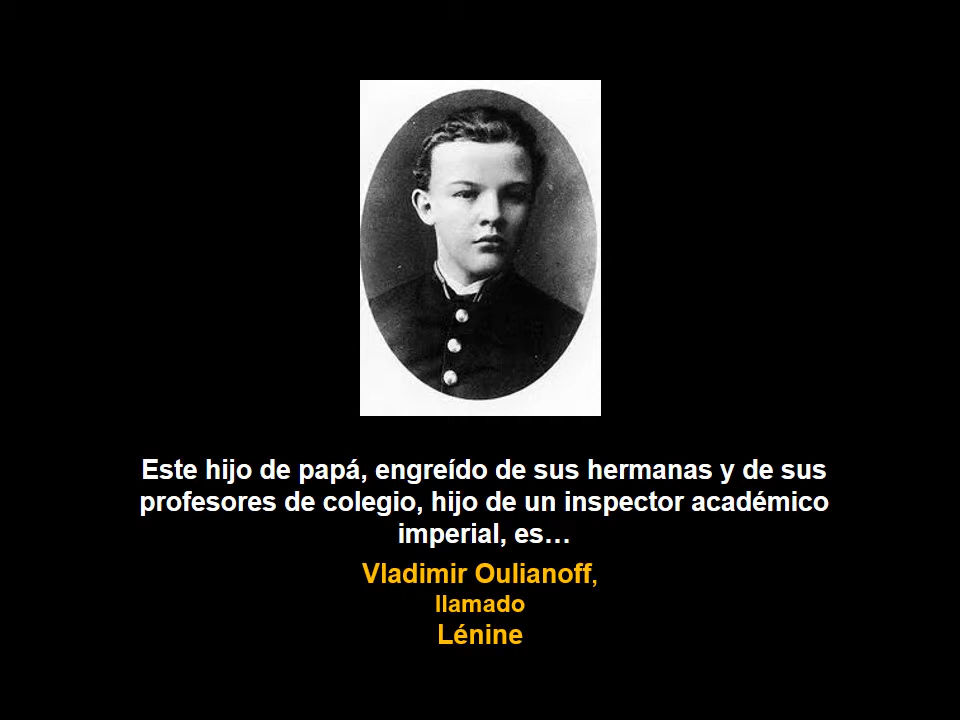 Este hijo de papá, engreído de sus hermanas y de sus
profesores de colegio, hijo de un inspector académico
imperial, es…
Vladimir Oulianoff,
llamado
Lénine